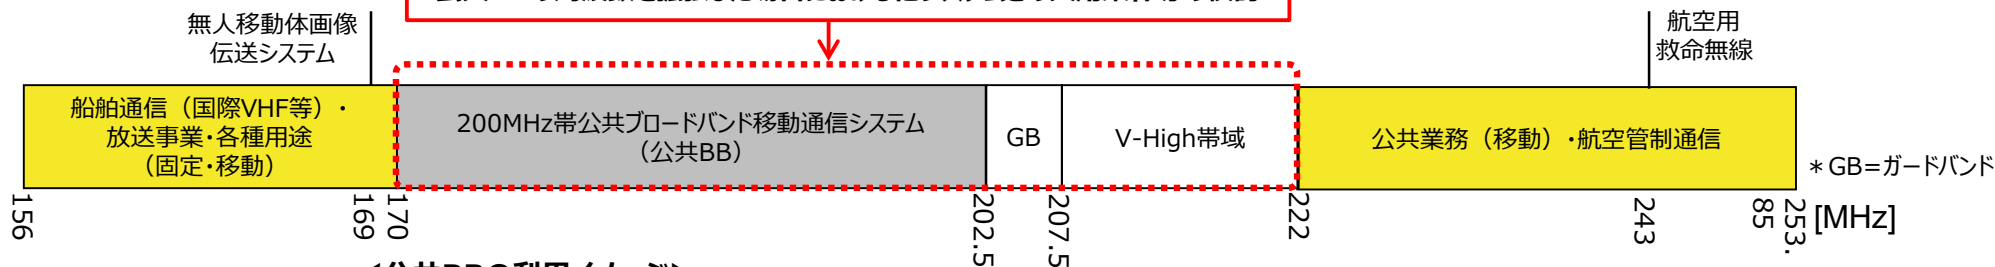 無人移動体画像
伝送システム
航空用
救命無線
船舶通信（国際VHF等）・
放送事業・各種用途
（固定・移動）
200MHz帯公共ブロードバンド移動通信システム
（公共BB）
GB
V-High帯域
公共業務（移動）・航空管制通信
＊GB=ガードバンド
156
169
170
202.5
207.5
222
243
253.
85
[MHz]